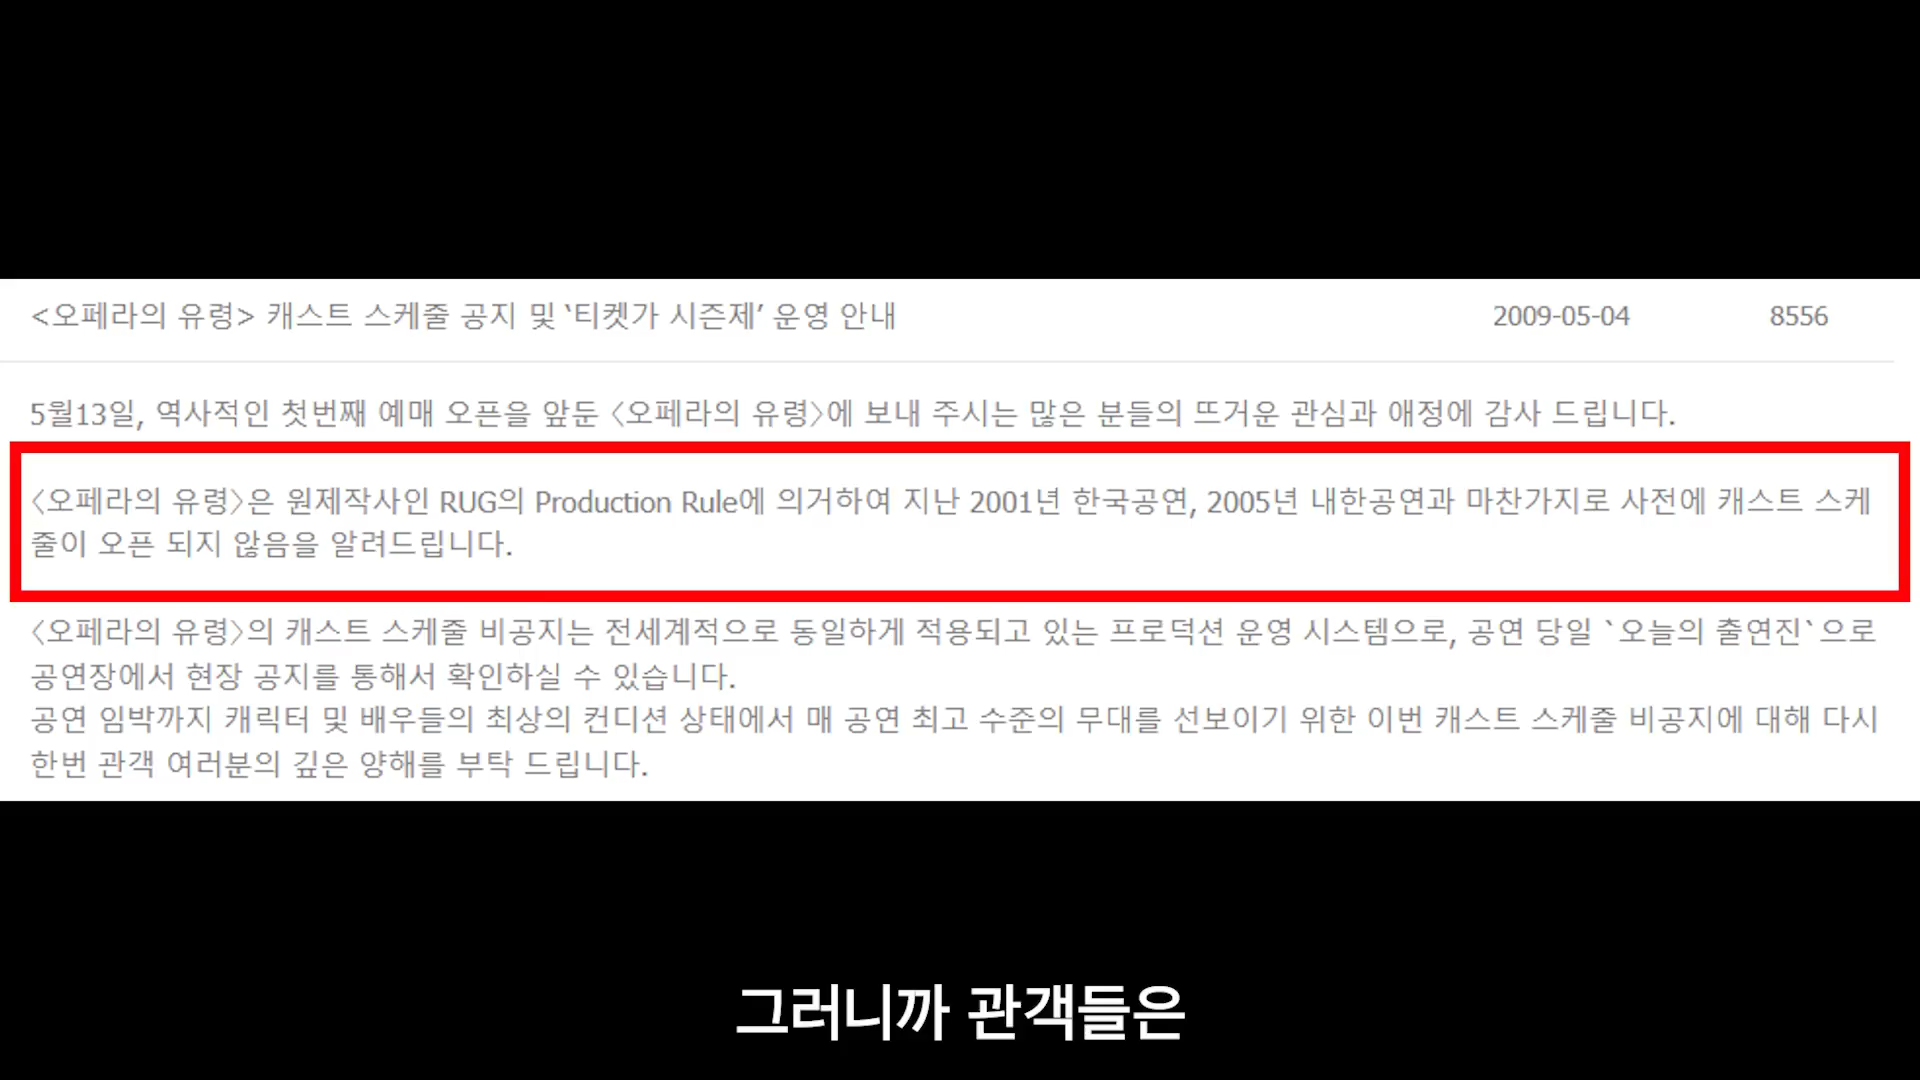 <오페라의 유령> 캐스트 스케줄 공지 및 '티켓가 시즌제' 운영 안내 2009-05-04 8556
5월13일, 역사적인 첫번째 예매 오픈을 앞둔 〈오페라의 유령〉에 보내 주시는 많은 분들의 뜨거운 관심과 애정에 감사 드립니다.
〈오페라의 유령〉은 원제작사인 RUG의 Production Rule에 의거하여 지난 2001년 한국공연, 2005년 내한공연과 마찬가지로 사전에 캐스트 스케
줄이 오픈 되지 않음을 알려드립니다.
〈오페라의 유령〉의 캐스트 스케줄 비공지는 전세계적으로 동일하게 적용되고 있는 프로덕션 운영 시스템으로, 공연 당일 `오늘의 출연진`으로
공연장에서 현장 공지를 통해서 확인하실 수 있습니다.
공연 임박까지 캐릭터 및 배우들의 최상의 컨디션 상태에서 매 공연 최고 수준의 무대를 선보이기 위한 이번 캐스트 스케줄 비공지에 대해 다시
한번 관객 여러분의 깊은 양해를 부탁 드립니다.
그러니까 관객들은